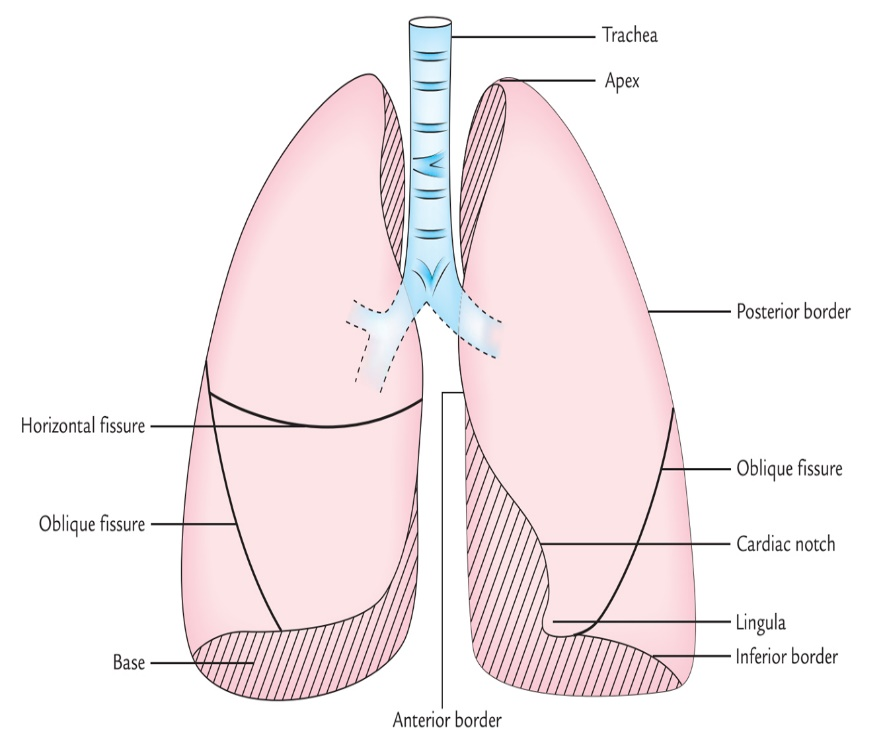 Trachea
Apex
Posterior border
Horizontal fissure
Oblique fissure
Oblique fissure
Cardiac notch
Lingula
Inferior border
Base
Anterior border